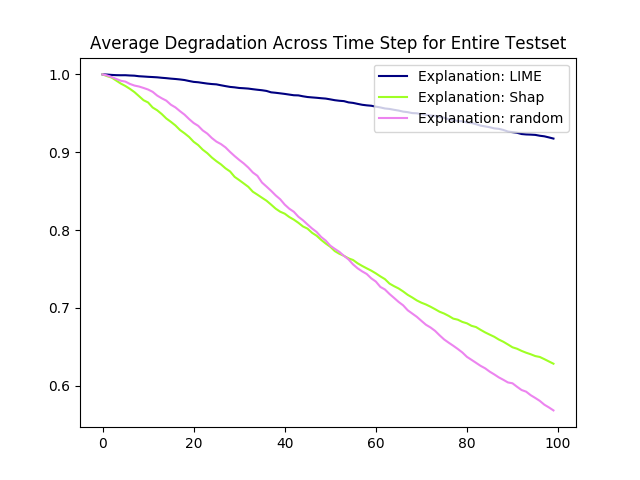 Average Degradation Across Time Step for Entire Testset
1.0
0.9
0.8
0.7
0.6
Explanation: LIME
Explanation: Shap
Explanation: random
0 20 40 60 80 100